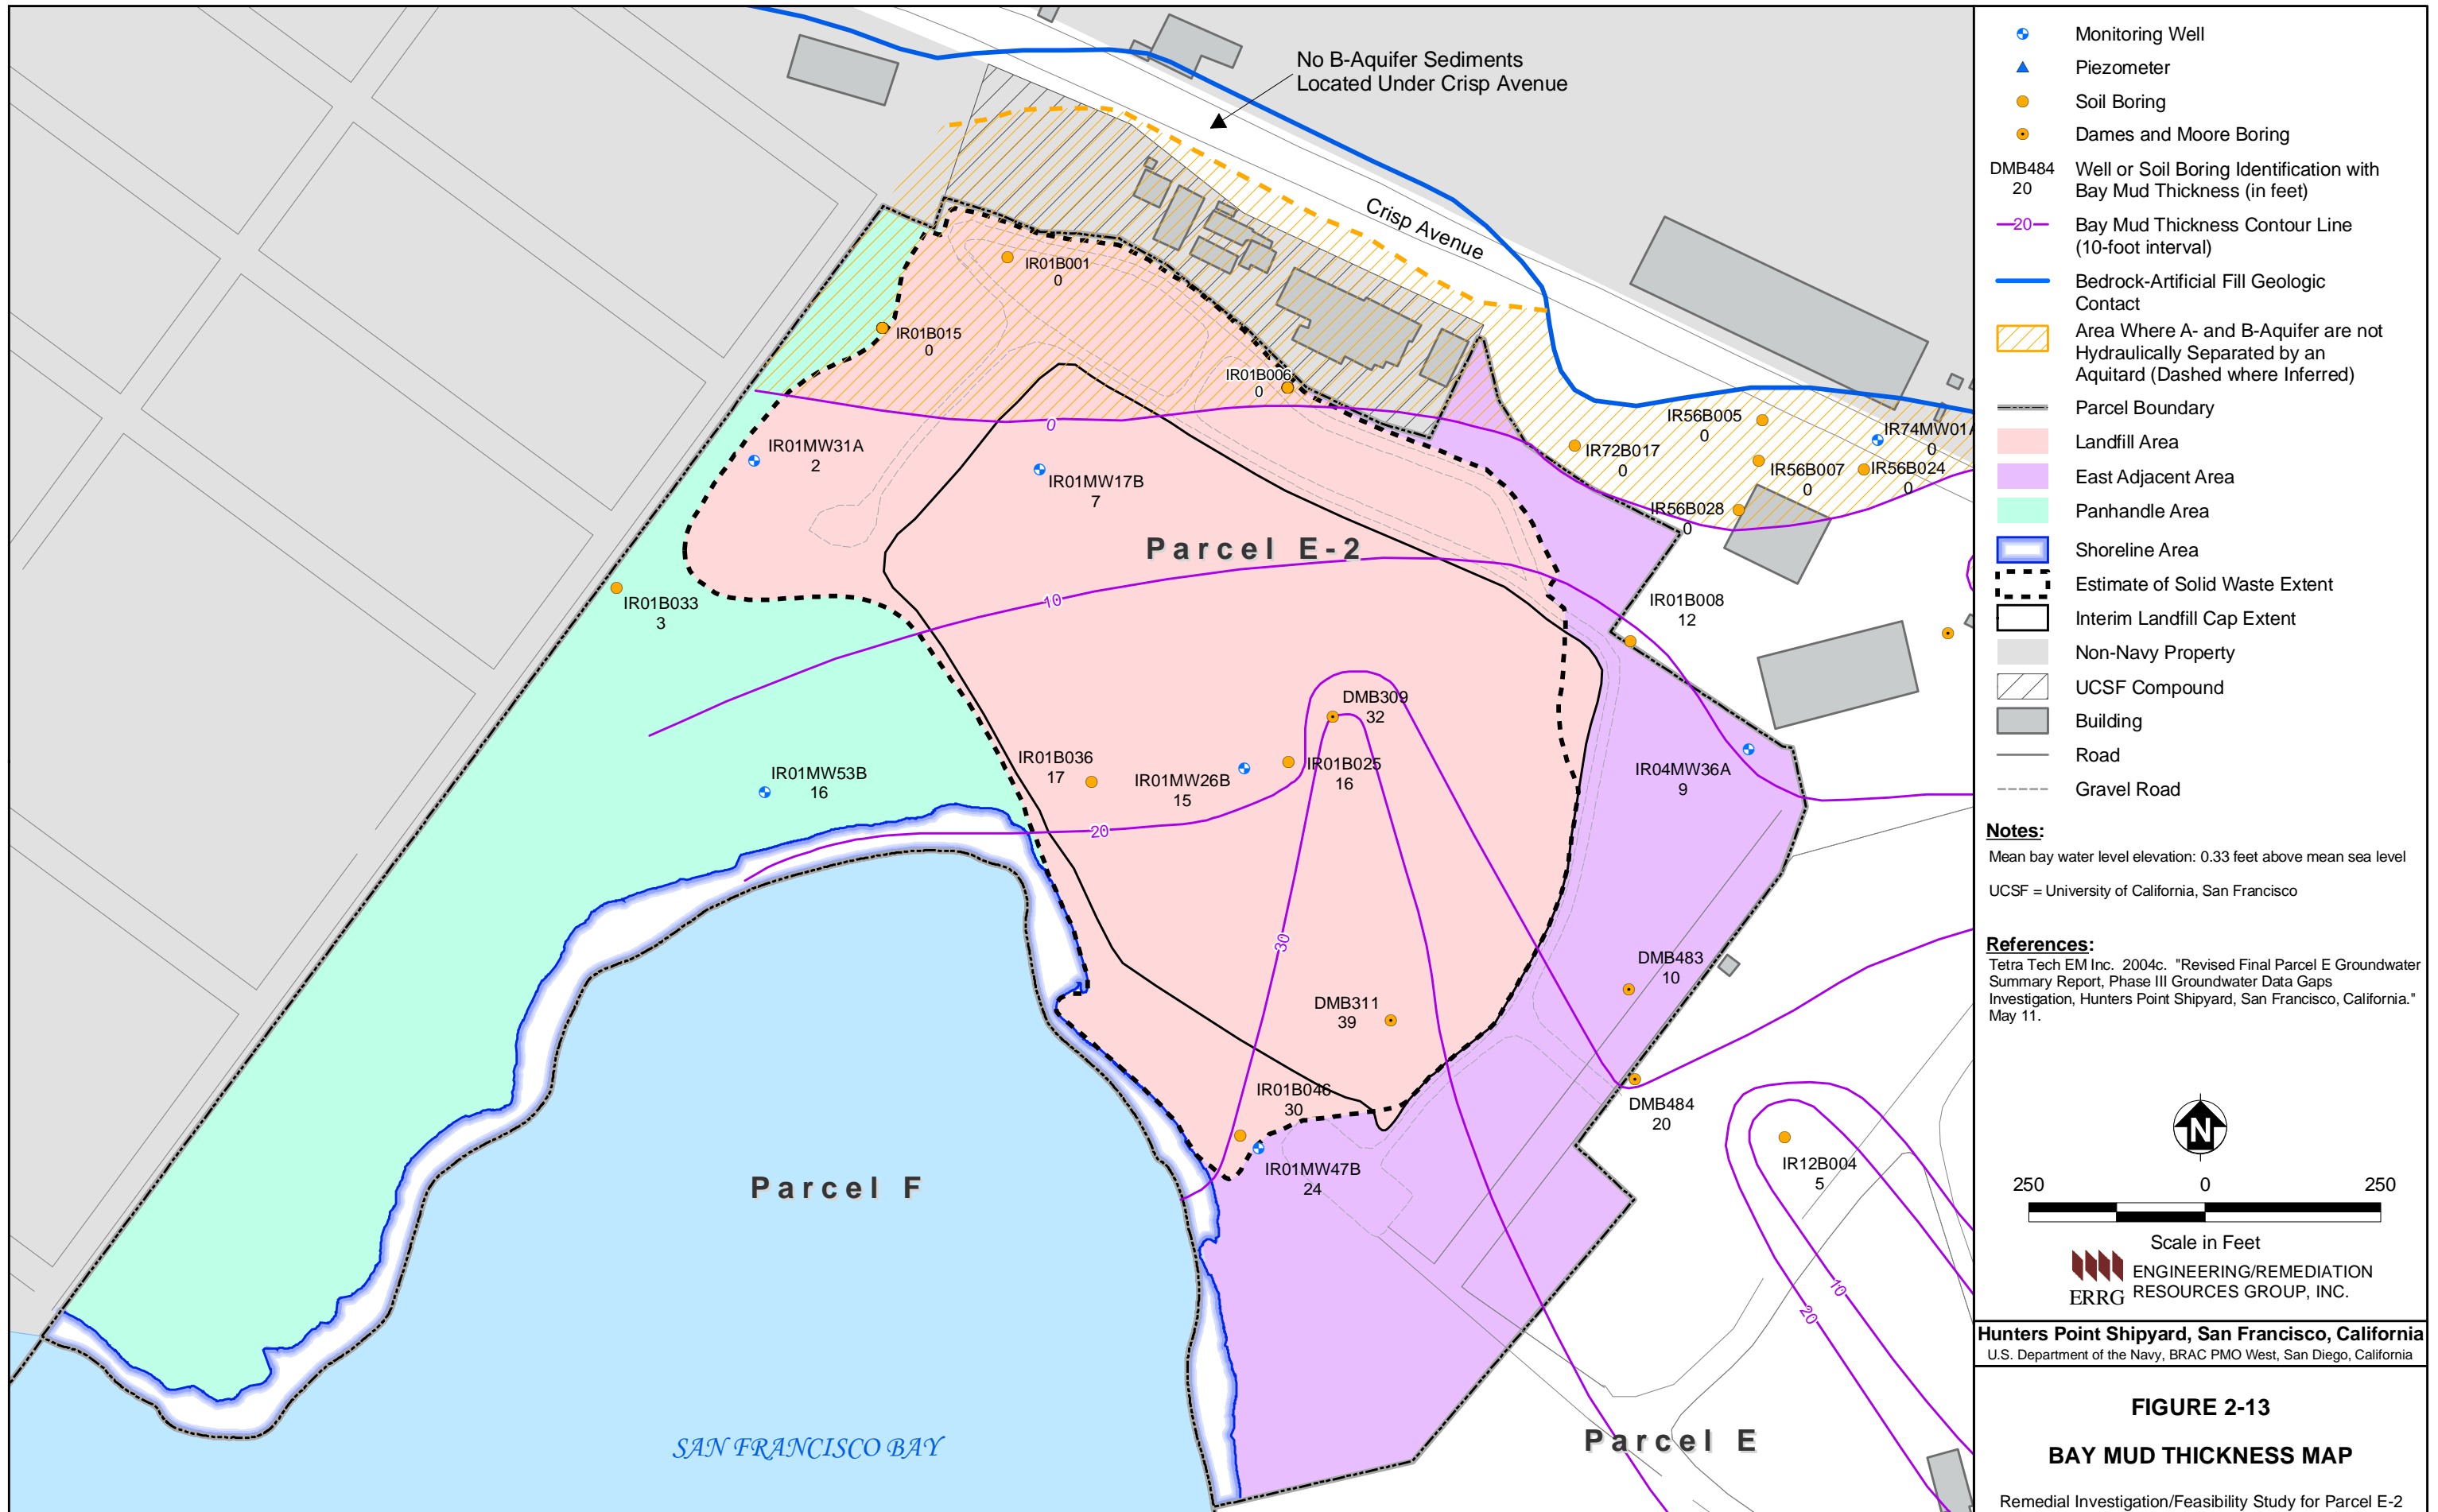 No B-Aquifer Sediments
Located Under Crisp Avenue
Crisp Avenue
IR01B001
0
IR01B015
0
IR01B006
0
0
IR01MW31A
2
IR01MW17B
7
IR72B017
0
IR56B005
0
IR74MW01A
0
IR56B007
0
IR56B024
0
IR56B028
0
Parcel E-2
10
IR01B033
3
IR01B008
12
DMB309
32
IR01B036
17
IR01MW26B
15
IR01B025
16
IR01MW53B
16
IR04MW36A
9
20
30
DMB483
10
DMB311
39
IR01B046
30
DMB484
20
IR01MW47B
24
IR12B004
5
Parcel F
10
20
Parcel E
SAN FRANCISCO BAY
Monitoring Well
Piezometer
Soil Boring
Dames and Moore Boring
DMB484
20
Well or Soil Boring Identification with
Bay Mud Thickness (in feet)
20
Bay Mud Thickness Contour Line
(10-foot interval)
Bedrock-Artificial Fill Geologic
Contact
Area Where A- and B-Aquifer are not
Hydraulically Separated by an
Aquitard (Dashed where Inferred)
Parcel Boundary
Landfill Area
East Adjacent Area
Panhandle Area
Shoreline Area
Estimate of Solid Waste Extent
Interim Landfill Cap Extent
Non-Navy Property
UCSF Compound
Building
Road
Gravel Road
Notes:
Mean bay water level elevation: 0.33 feet above mean sea level
UCSF = University of California, San Francisco
References:
Tetra Tech EM Inc. 2004c. "Revised Final Parcel E Groundwater
Summary Report, Phase III Groundwater Data Gaps
Investigation, Hunters Point Shipyard, San Francisco, California."
May 11.
N
250 0 250
Scale in Feet
ERRG
ENGINEERING/REMEDIATION
RESOURCES GROUP, INC.
Hunters Point Shipyard, San Francisco, California
U.S. Department of the Navy, BRAC PMO West, San Diego, California
FIGURE 2-13
BAY MUD THICKNESS MAP
Remedial Investigation/Feasibility Study for Parcel E-2